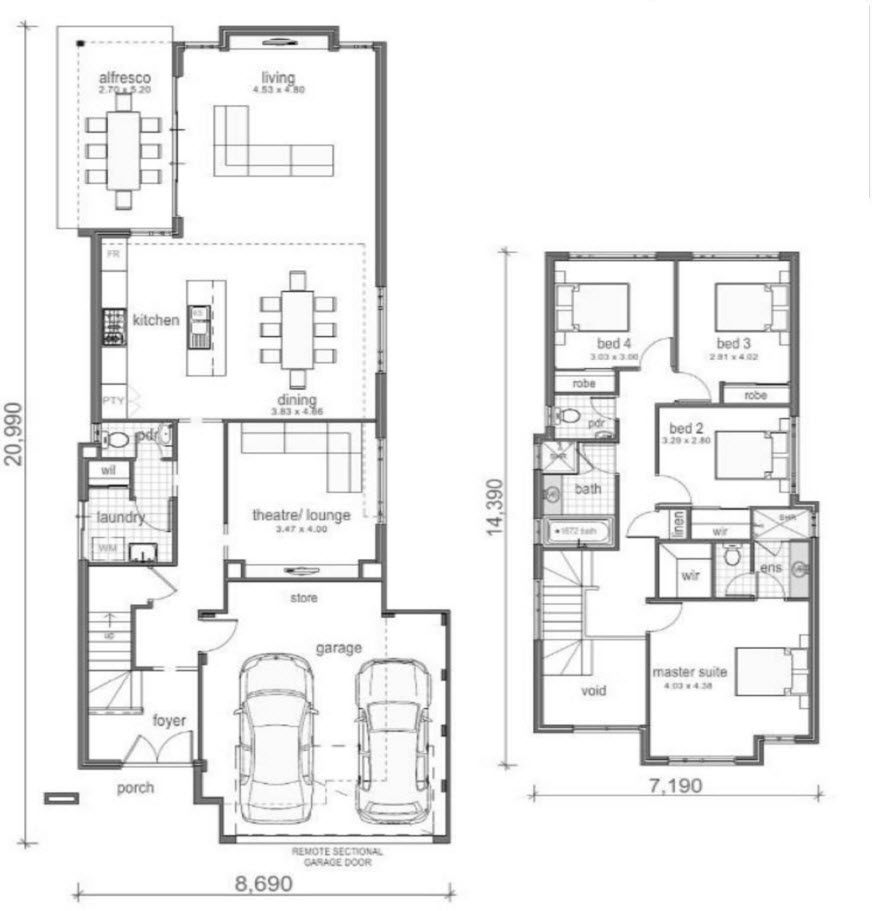 alfresco
2.70 x 5.20
living
4.53 x 4.80
FR
kitchen
PTY
dining
3.83 x 4.66
pdr
wil
laundry
WM
theatre/ lounge
3.47 x 4.00
store
up
garage
foyer
porch
REMOTE SECTIONAL
GARAGE DOOR
20,990
8,690
bed 4
3.03 x 3.00
bed 3
2.81 x 4.02
robe
robe
pdr
bed 2
3.29 x 2.80
SHR
bath
1672 bath
linen
wir
SHR
wir
ens
master suite
4.03 x 4.38
void
14,390
7,190